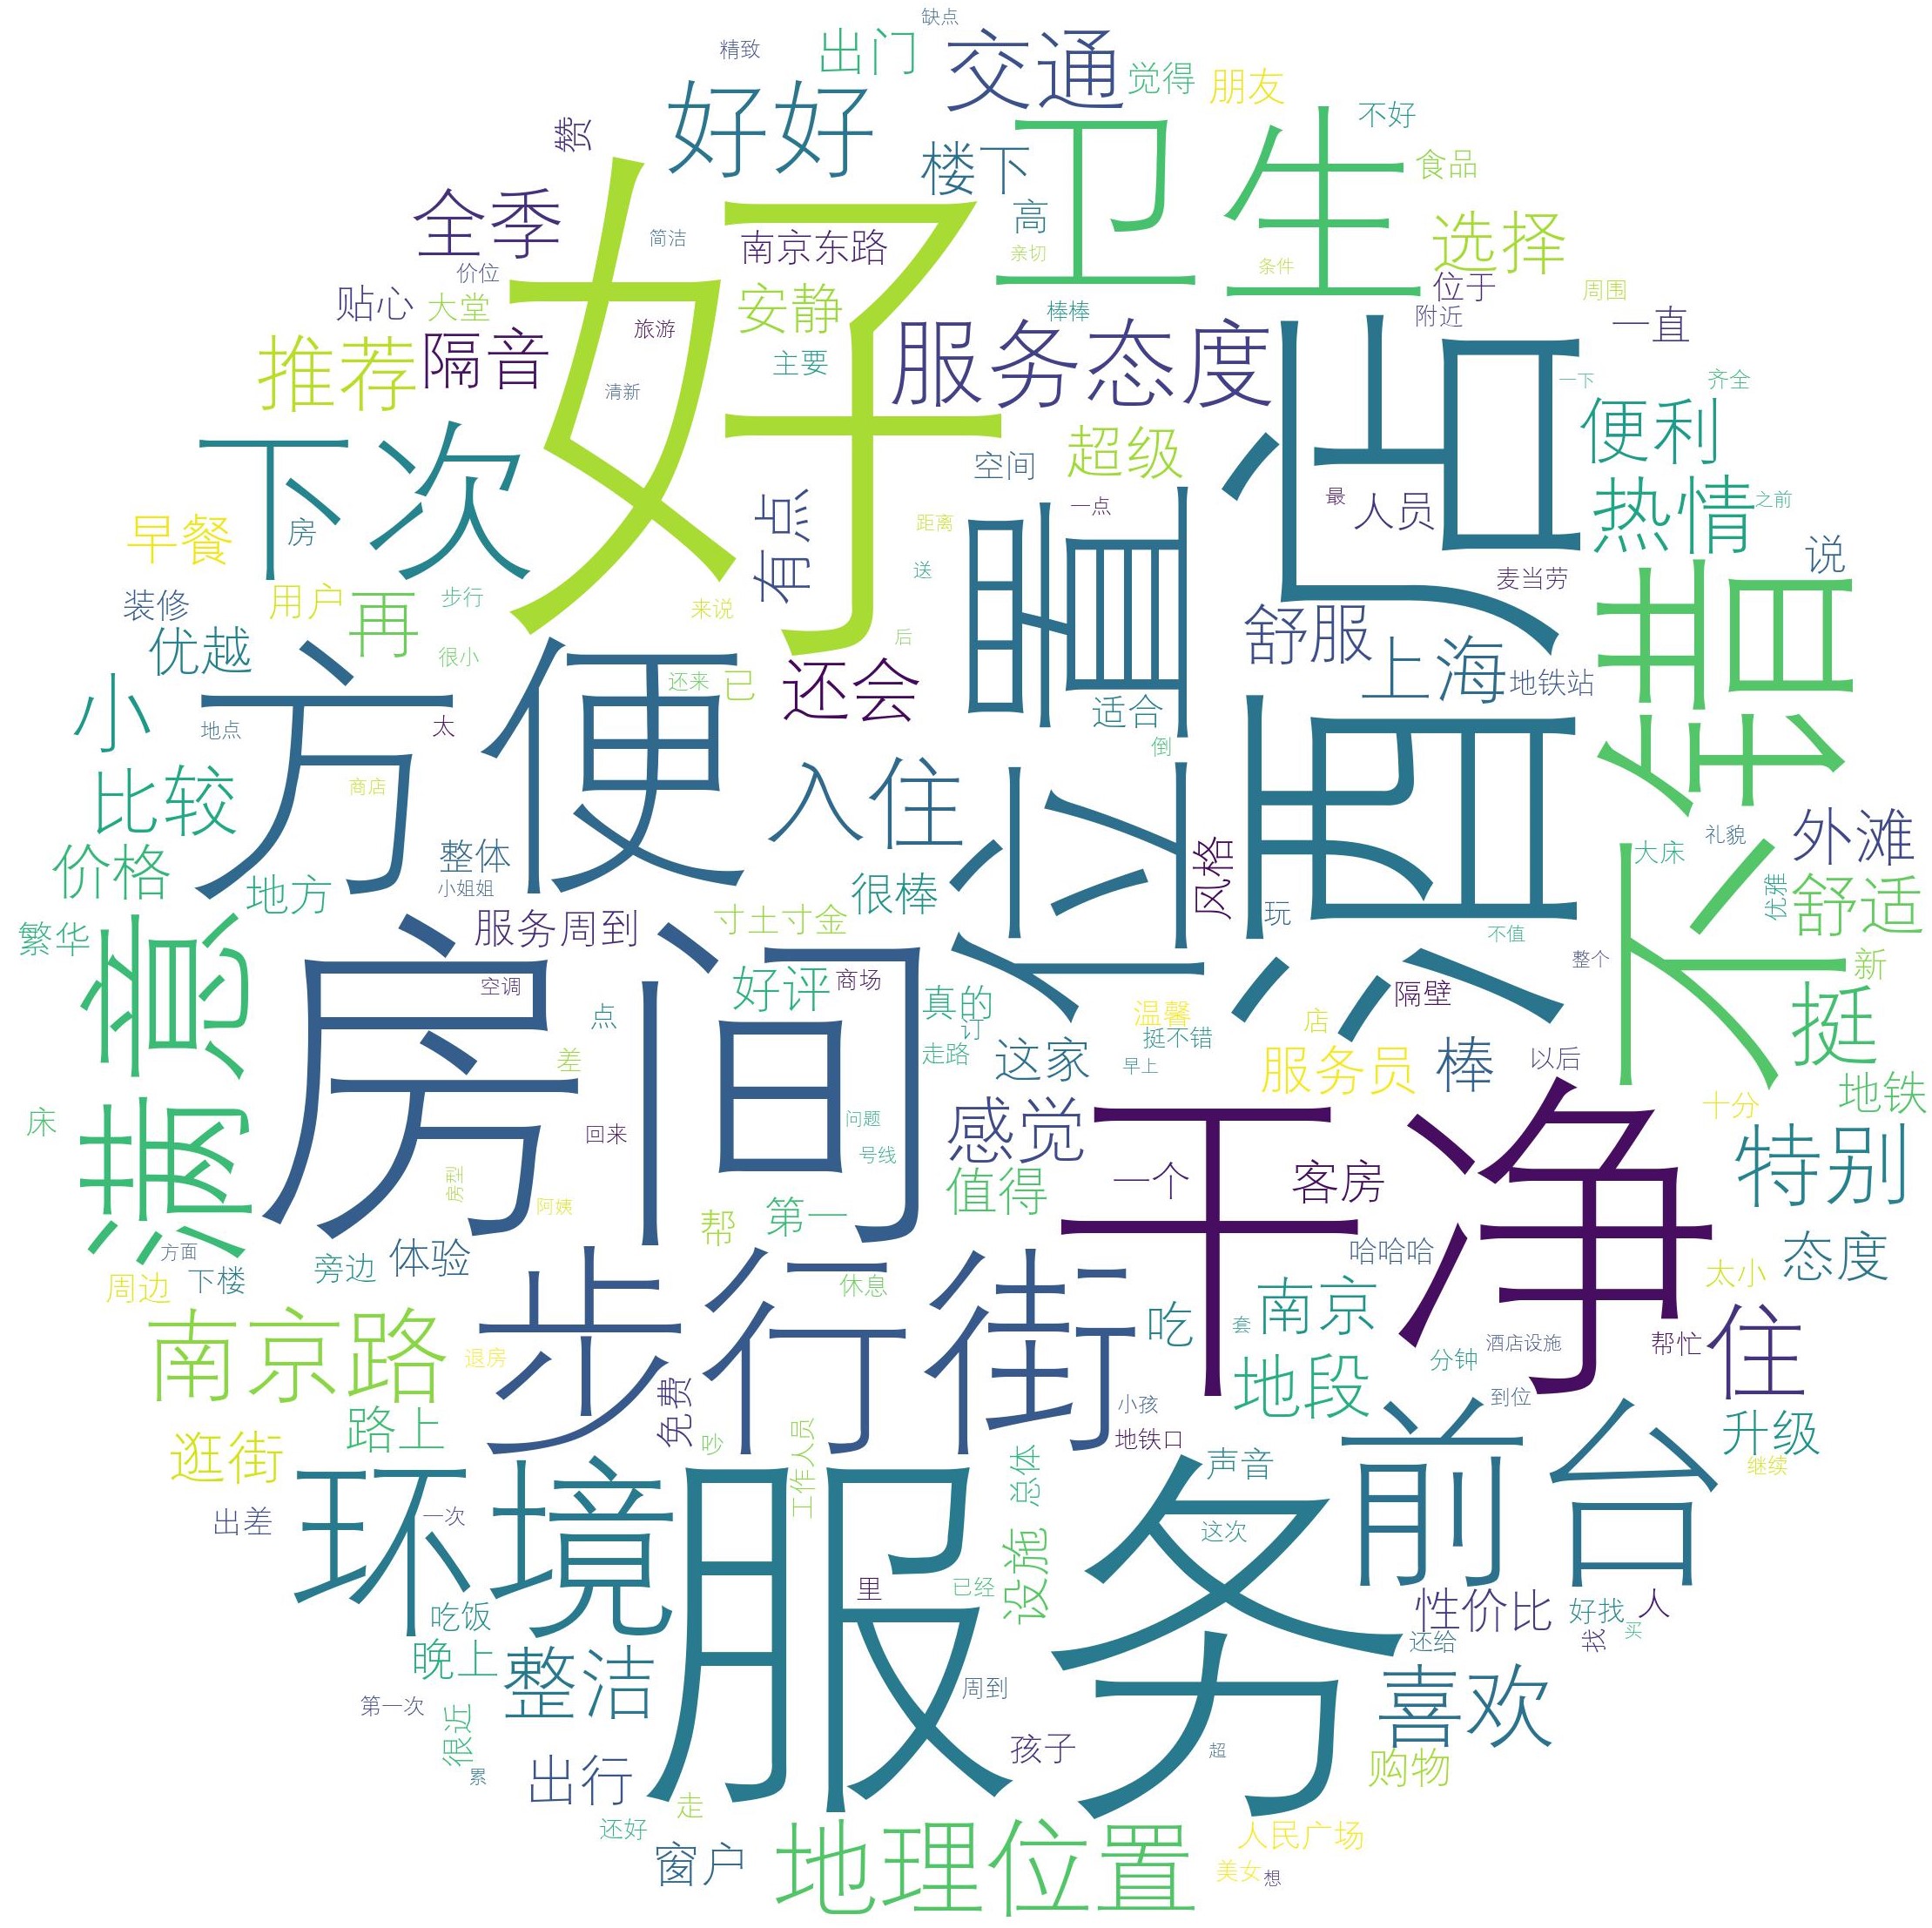 缺点
精致
出门
交通
觉得
朋友
好好
赞
不好
卫生
楼下
食品
全季
好
高
选择
南京东路
简洁
亲切
条件
价位
位于
周围
贴心
大堂
安静
棒棒
附近
一直
推荐
隔音
旅游
主要
服务态度
位置
清新
一下
齐全
下次
超级
便利
空间
有点
一点
最
人员
热情
之前
早餐
房
距离
说
送
麦当劳
不错
装修
用户
再
步行
来说
舒服
优越
很小
后
上海
还来
已
还会
地铁站
小
地点
太
适合
方便
倒
比较
商店
入住
外滩
价格
整体
风格
礼貌
大床
地方
小姐姐
很棒
舒适
优雅
满意
繁华
服务周到
寸土寸金
玩
不值
酒店
热
房间
空调
好评
商场
真的
隔壁
整个
新
点
订
温馨
挺不错
店
挺
差
走路
这家
早上
服务员
棒
以后
地铁
床
回来
问题
感觉
干净
十分
号线
特别
房型
阿姨
值得
一个
客房
帮
第一
方面
下楼
旁边
体验
哈哈哈
态度
周边
休息
太小
步行街
南京路
退房
吃
套
南京
酒店设施
帮忙
住
分钟
免费
小孩
地段
到位
路上
逛街
吵
工作人员
地铁口
前台
升级
环境
总体
声音
继续
出差
一次
服务
这次
里
已经
设施
吃饭
性价比
好找
人
晚上
整洁
还给
找
买
周到
喜欢
第一次
很近
孩子
超
累
出行
购物
走
还好
窗户
地理位置
人民广场
美女
想